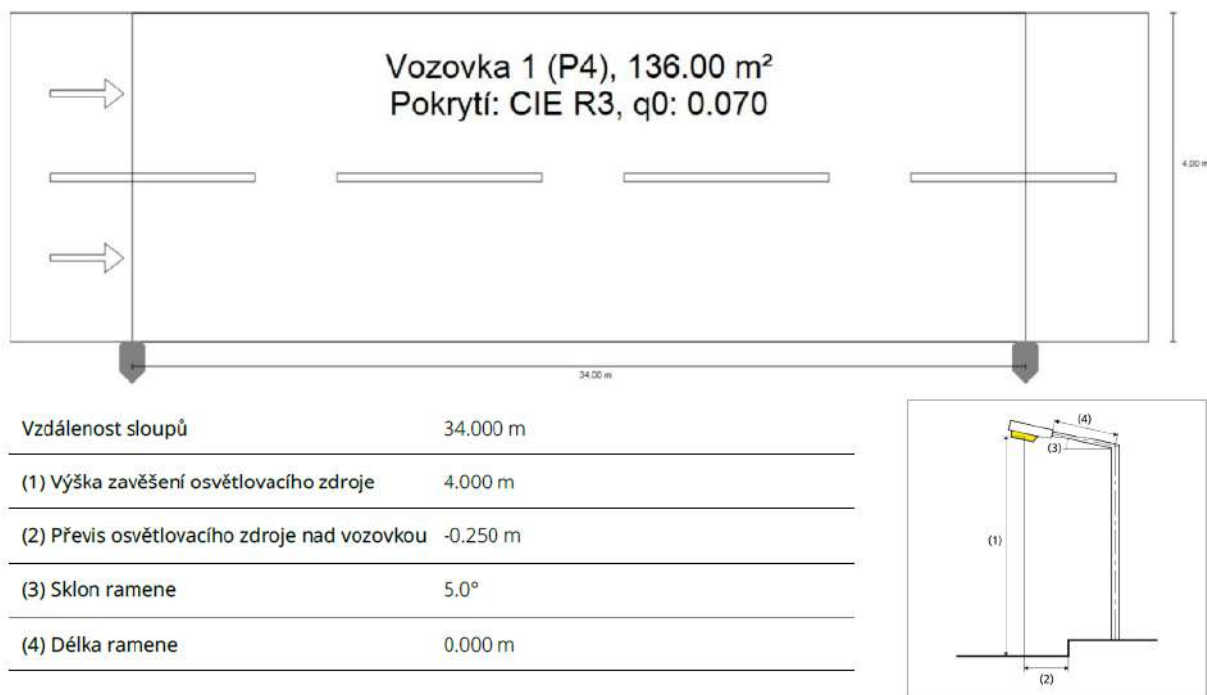 Vozovka 1 (P4), 136.00 m²
Pokrytí: CIE R3, q0: 0.070
4.00 m
34.00 m
Vzdálenost sloupů 34.000 m
(1) Výška zavěšení osvětlovacího zdroje 4.000 m
(2) Převis osvětlovacího zdroje nad vozovkou -0.250 m
(3) Sklon ramene 5.0°
(4) Délka ramene 0.000 m
(4)
(3)
(1)
(2)